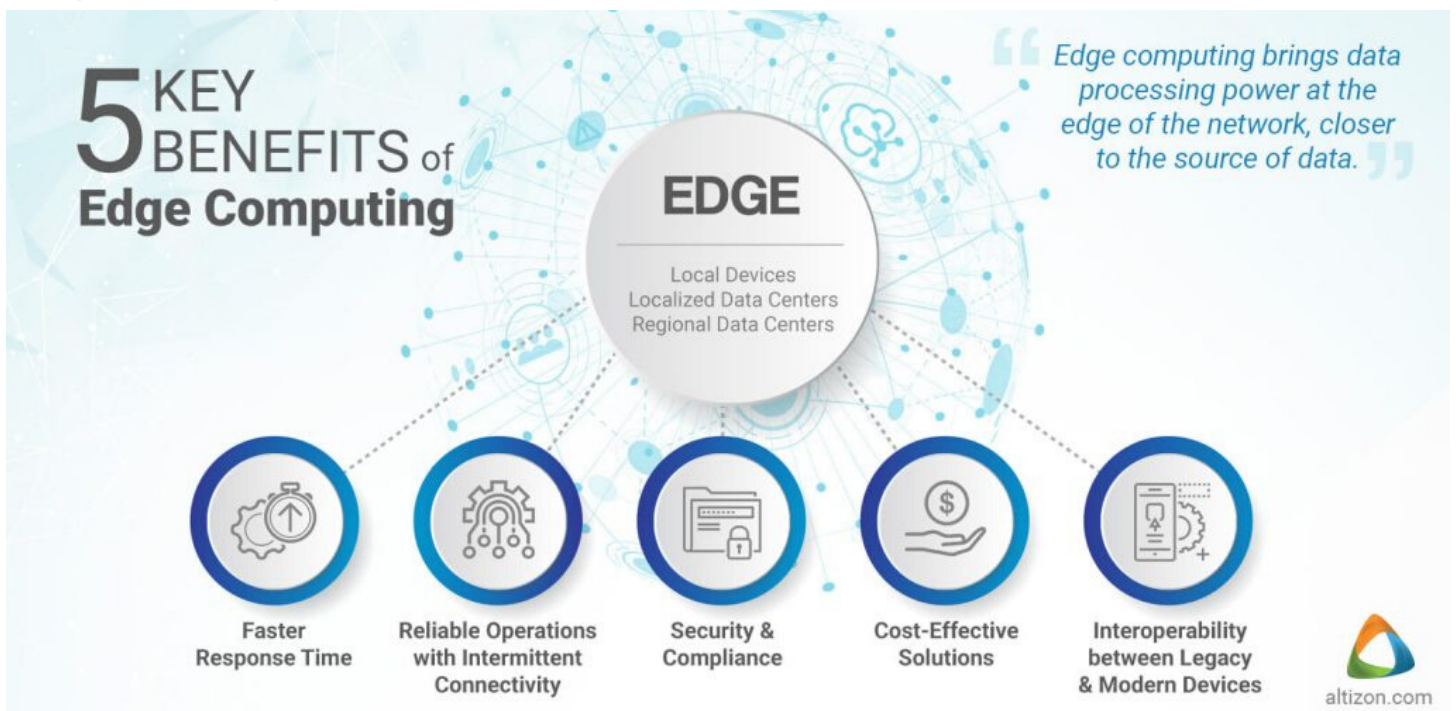 5 KEY
BENEFITS of
Edge Computing
“Edge computing brings data
processing power at the
edge of the network, closer
to the source of data.”
EDGE
Local Devices
Localized Data Centers
Regional Data Centers
$
Faster
Response Time
Reliable Operations
with Intermittent
Connectivity
Security &
Compliance
Cost-Effective
Solutions
Interoperability
between Legacy
& Modern Devices
altizon.com